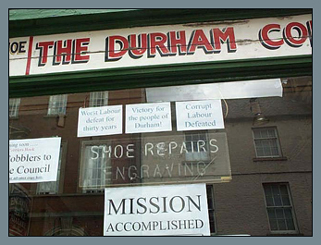 OE THE DURHAM CO
Worst Labour
defeat for
thirty years
Victory for
the people of
Durham!
Corrupt
Labour
Defeated
obblers to
e Council
SHOE REPAIRS
ENGRAVING
MISSION
ACCOMPLISHED